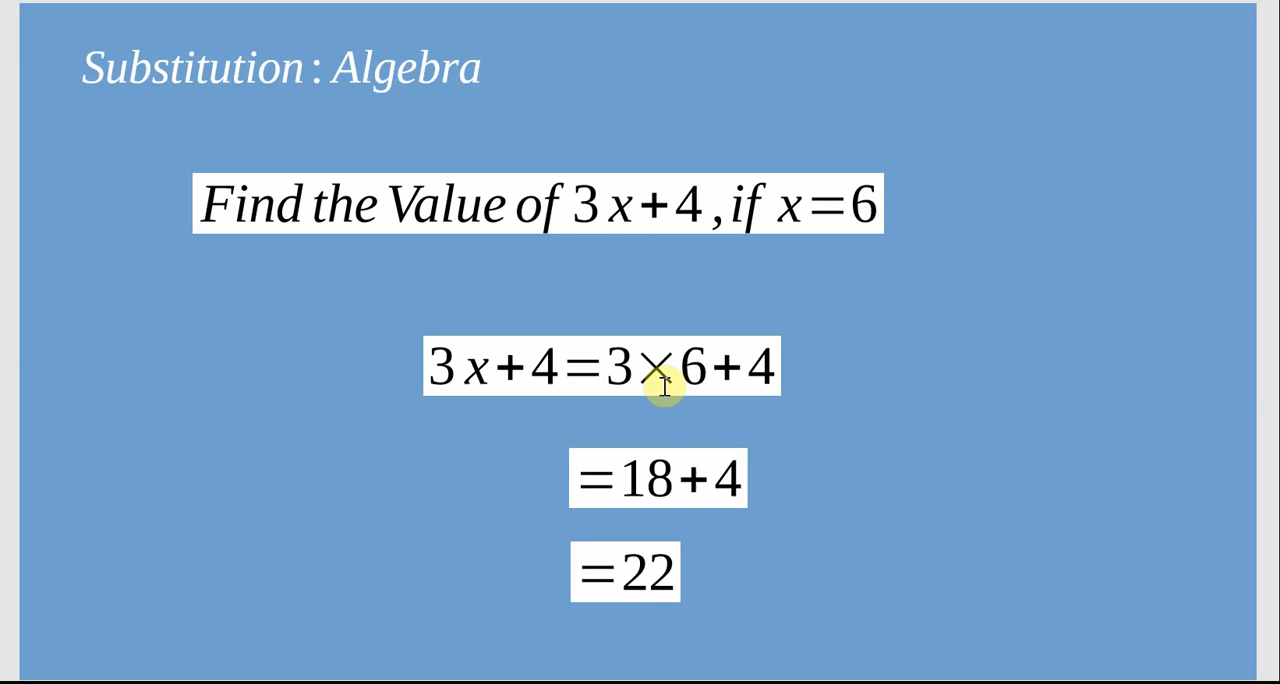 Substitution : Algebra
Find the Value of 3 x+4 , if x=6
3 x+4=3×6+4
=18+4
=22